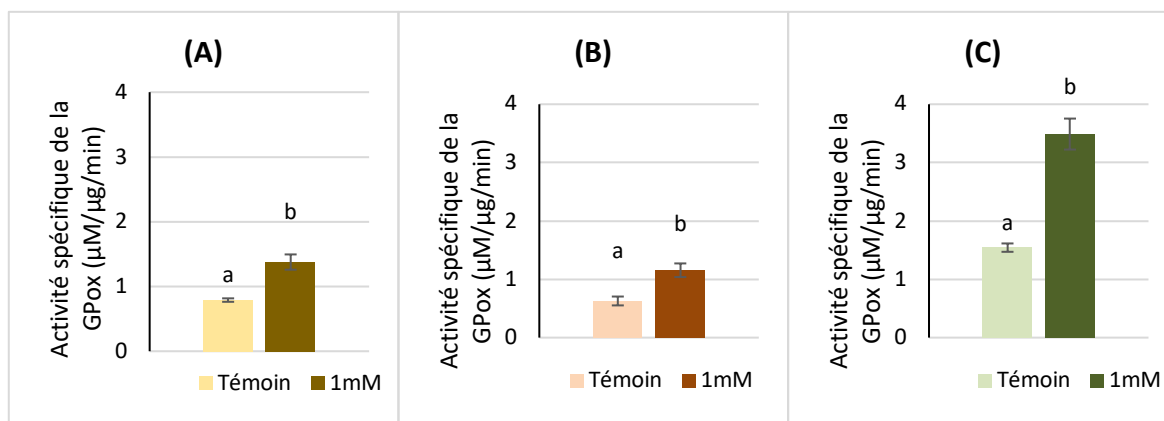 (A)
Activité spécifique de la
GPox (µM/µg/min)
4
3
2
1
0
a
b
Témoin
1mM
(B)
Activité spécifique de la
GPox (µM/µg/min)
4
3
2
1
0
a
b
Témoin
1mM
(C)
Activité spécifique de la
GPox (µM/µg/min)
4
3
2
1
0
a
b
Témoin
1mM